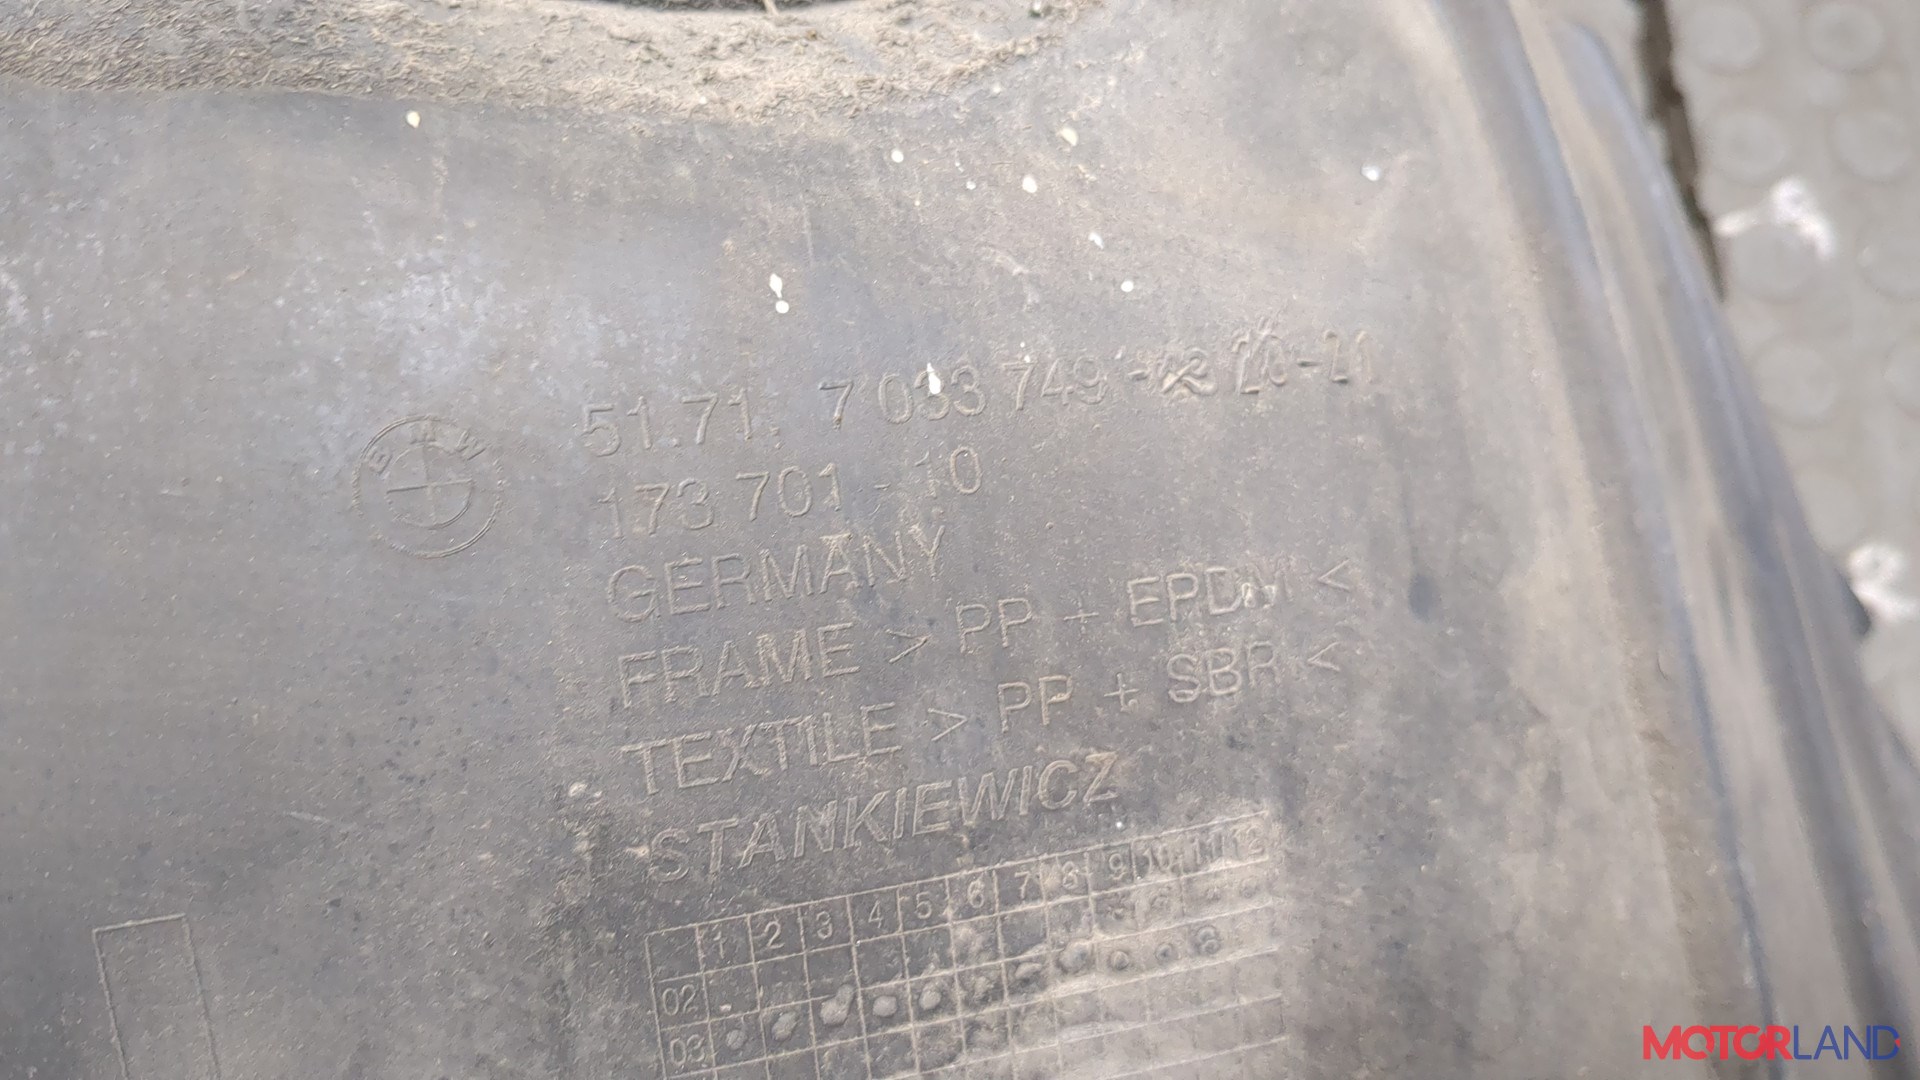 BMW
51.71. 7 033 749
173 701 - 10
GERMANY
FRAME > PP + EPDM <
TEXTILE > PP + SBR <
STANKIEWICZ
1 2 3 4 5 6 7 8 9 10 11 12
02
03
MOTORLAND